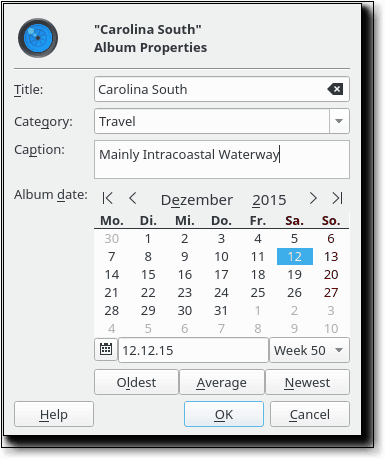 "Carolina South"
Album Properties
Title: Carolina South
Category: Travel
Caption: Mainly Intracoastal Waterway
Album date: Dezember 2015
Mo. Di. Mi. Do. Fr. Sa. So.
30 1 2 3 4 5 6
7 8 9 10 11 12 13
14 15 16 17 18 19 20
21 22 23 24 25 26 27
28 29 30 31 1 2 3
4 5 6 7 8 9 10
12.12.15 Week 50
Oldest Average Newest
Help OK Cancel